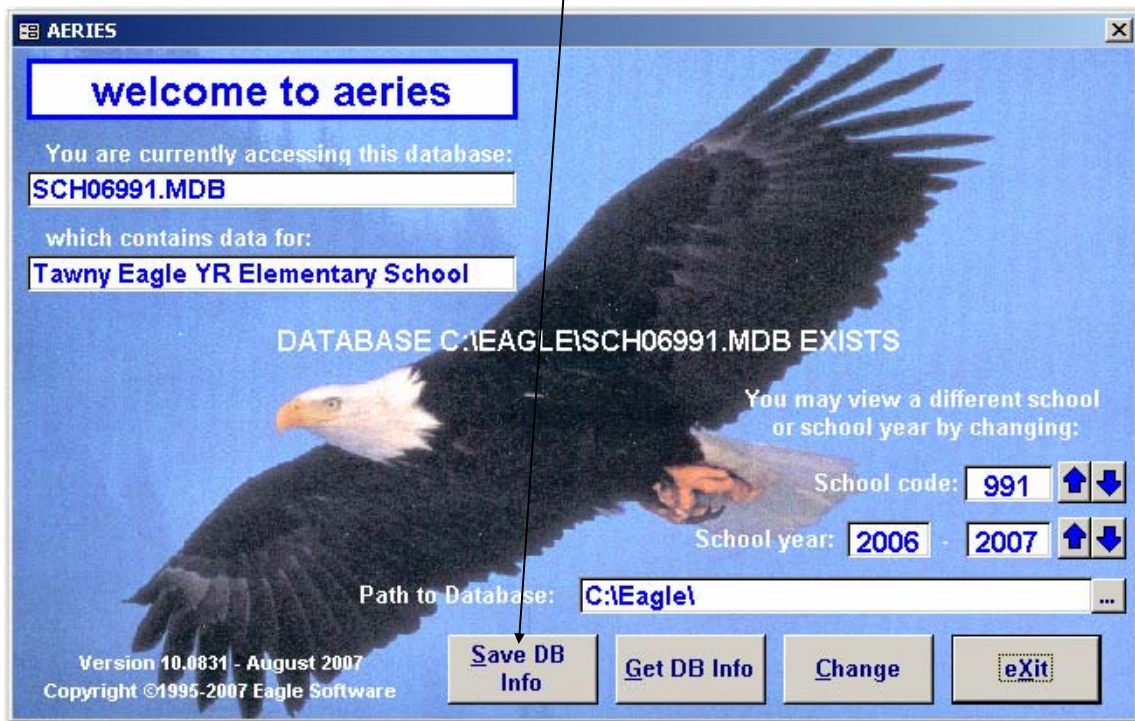 AERIES
welcome to aeries
You are currently accessing this database:
SCH06991.MDB
which contains data for:
Tawny Eagle YR Elementary School
DATABASE C:\EAGLE\SCH06991.MDB EXISTS
You may view a different school
or school year by changing:
School code: 991
School year: 2006 - 2007
Path to Database: C:\Eagle\ ...
Save DB
Info
Get DB Info
Change
eXit
Version 10.0831 - August 2007
Copyright ©1995-2007 Eagle Software